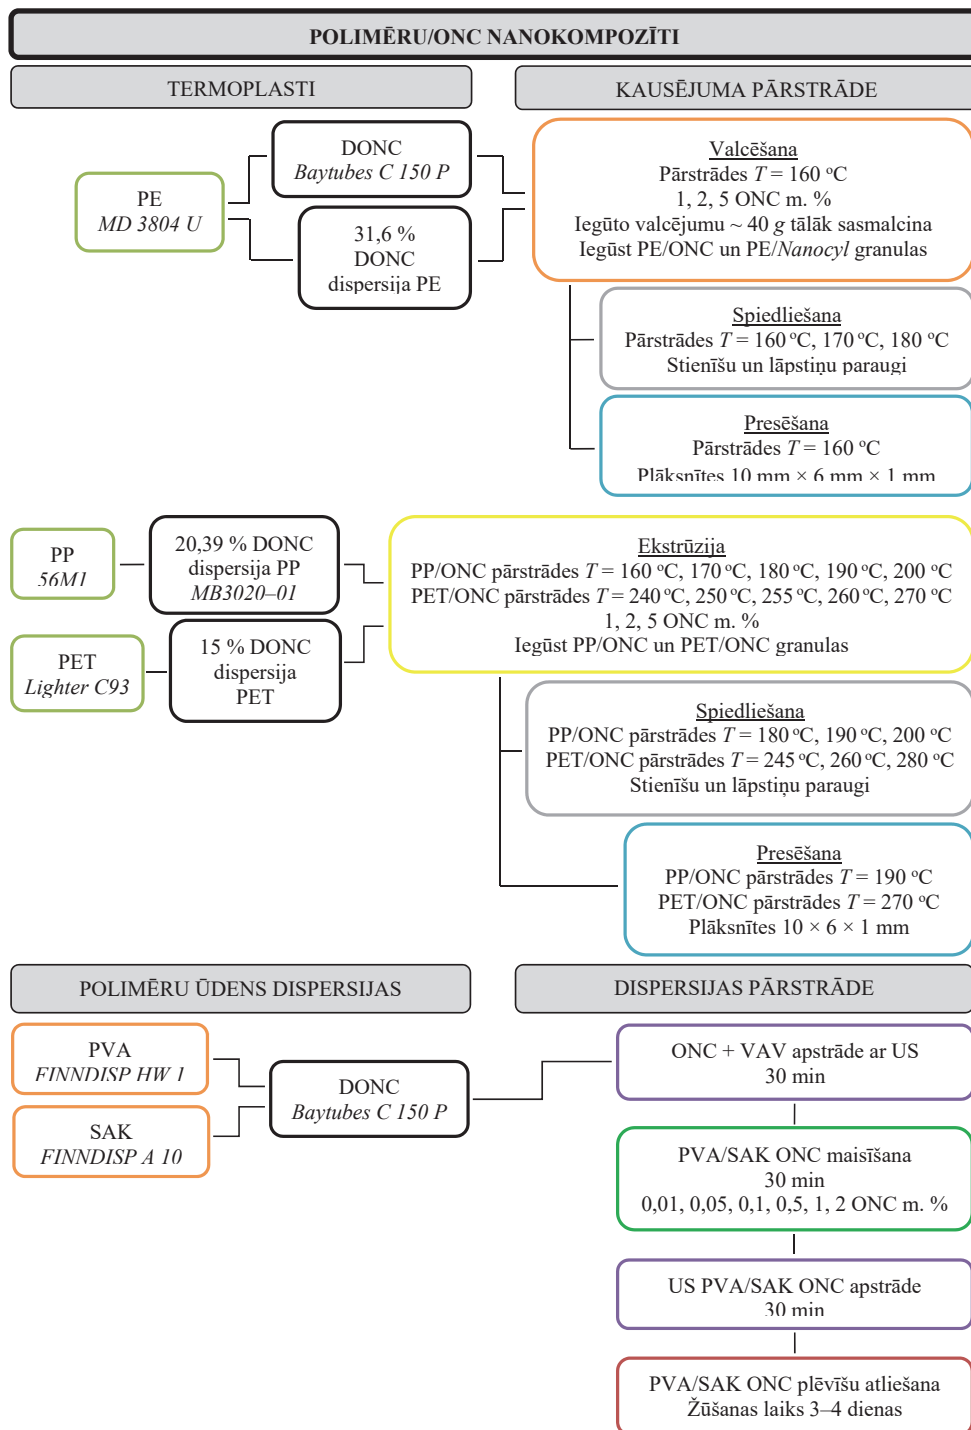 POLIMĒRU/ONC NANOKOMPOZĪTI
TERMOPLASTI
KAUSĒJUMA PĀRSTRĀDE
PE
MD 3804 U
DONC
Baytubes C 150 P
31,6 %
DONC
dispersija PE
Valcēšana
Pārstrādes T = 160 °C
1, 2, 5 ONC m. %
Iegūto valcējumu ~ 40 g tālāk sasmalcina
Iegūst PE/ONC un PE/Nanocyl granulas
Spiedliešana
Pārstrādes T = 160 °C, 170 °C, 180 °C
Stienīšu un lāpstiņu paraugi
Presēšana
Pārstrādes T = 160 °C
Plāksnītes 10 mm × 6 mm × 1 mm
PP
56M1
20,39 % DONC
dispersija PP
MB3020–01
PET
Lighter C93
15 % DONC
dispersija
PET
Ekstrūzija
PP/ONC pārstrādes T = 160 °C, 170 °C, 180 °C, 190 °C, 200 °C
PET/ONC pārstrādes T = 240 °C, 250 °C, 255 °C, 260 °C, 270 °C
1, 2, 5 ONC m. %
Iegūst PP/ONC un PET/ONC granulas
Spiedliešana
PP/ONC pārstrādes T = 180 °C, 190 °C, 200 °C
PET/ONC pārstrādes T = 245 °C, 260 °C, 280 °C
Stienīšu un lāpstiņu paraugi
Presēšana
PP/ONC pārstrādes T = 190 °C
PET/ONC pārstrādes T = 270 °C
Plāksnītes 10 × 6 × 1 mm
POLIMĒRU ŪDENS DISPERSIJAS
DISPERSIJAS PĀRSTRĀDE
PVA
FINNDISP HW 1
SAK
FINNDISP A 10
DONC
Baytubes C 150 P
ONC + VAV apstrāde ar US
30 min
PVA/SAK ONC maisīšana
30 min
0,01, 0,05, 0,1, 0,5, 1, 2 ONC m. %
US PVA/SAK ONC apstrāde
30 min
PVA/SAK ONC plēvīšu atliešana
Žūšanas laiks 3–4 dienas